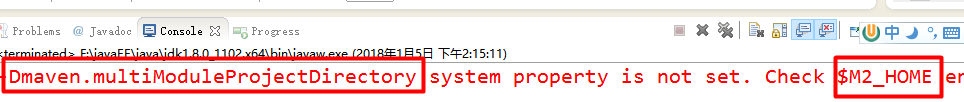 Problems @ Javadoc Console
<terminated> F:\javaEE\java\jdk1.8.0_1102 x64\bin\javaw.exe (2018年1月5日 下午2:15:11)
-Dmaven.multiModuleProjectDirectory system property is not set. Check $M2_HOME en
中